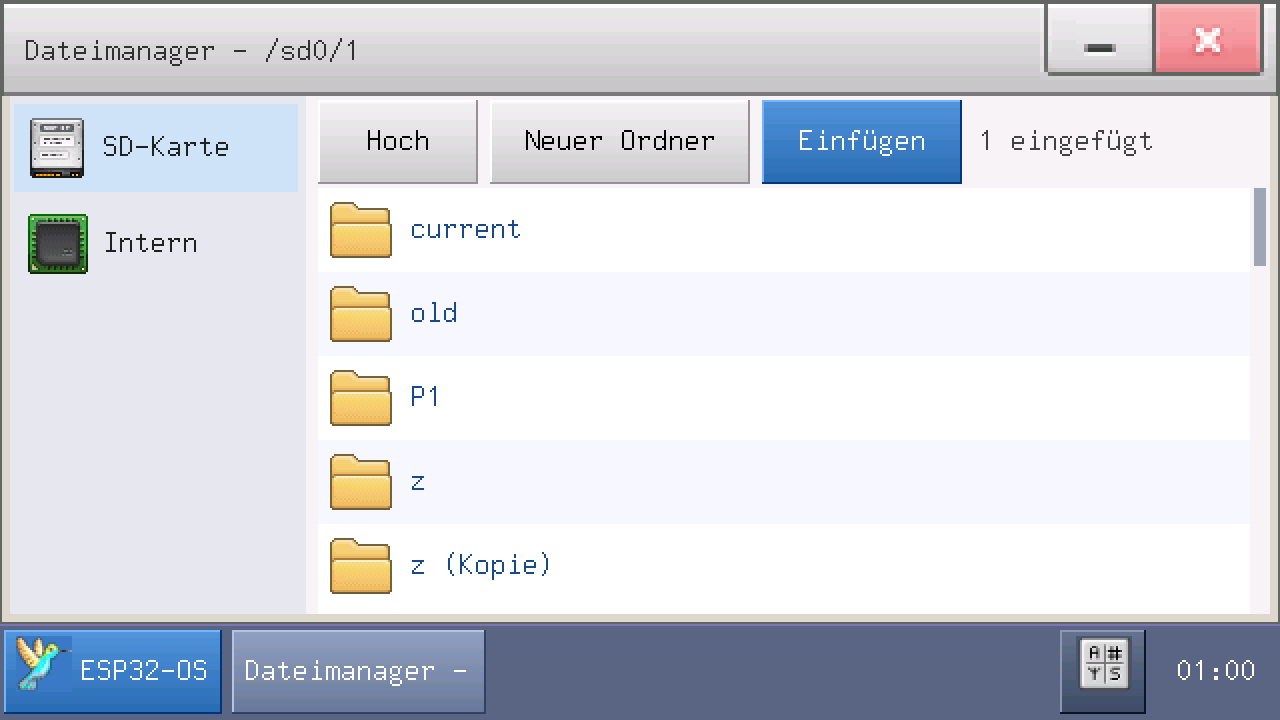 Dateimanager - /sd0/1
SD-Karte
Intern
Hoch
Neuer Ordner
Einfügen
1 eingefügt
current
old
P1
z
z (Kopie)
ESP32-OS
Dateimanager -
A#
YS
01:00